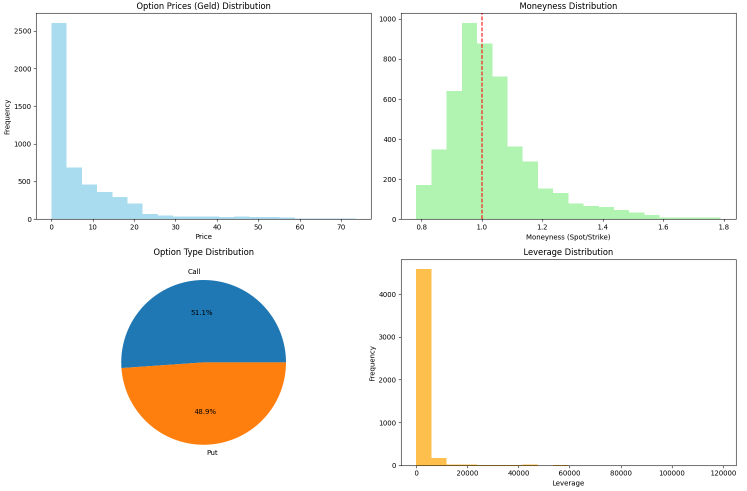 Option Prices (Geld) Distribution
Frequency
2500
2000
1500
1000
500
0
0 10 20 30 40 50 60 70
Price
Moneyness Distribution
1000
800
600
400
200
0
0.8 1.0 1.2 1.4 1.6 1.8
Moneyness (Spot/Strike)
Option Type Distribution
Call
51.1%
48.9%
Put
Leverage Distribution
Frequency
4000
3000
2000
1000
0
0 20000 40000 60000 80000 100000 120000
Leverage